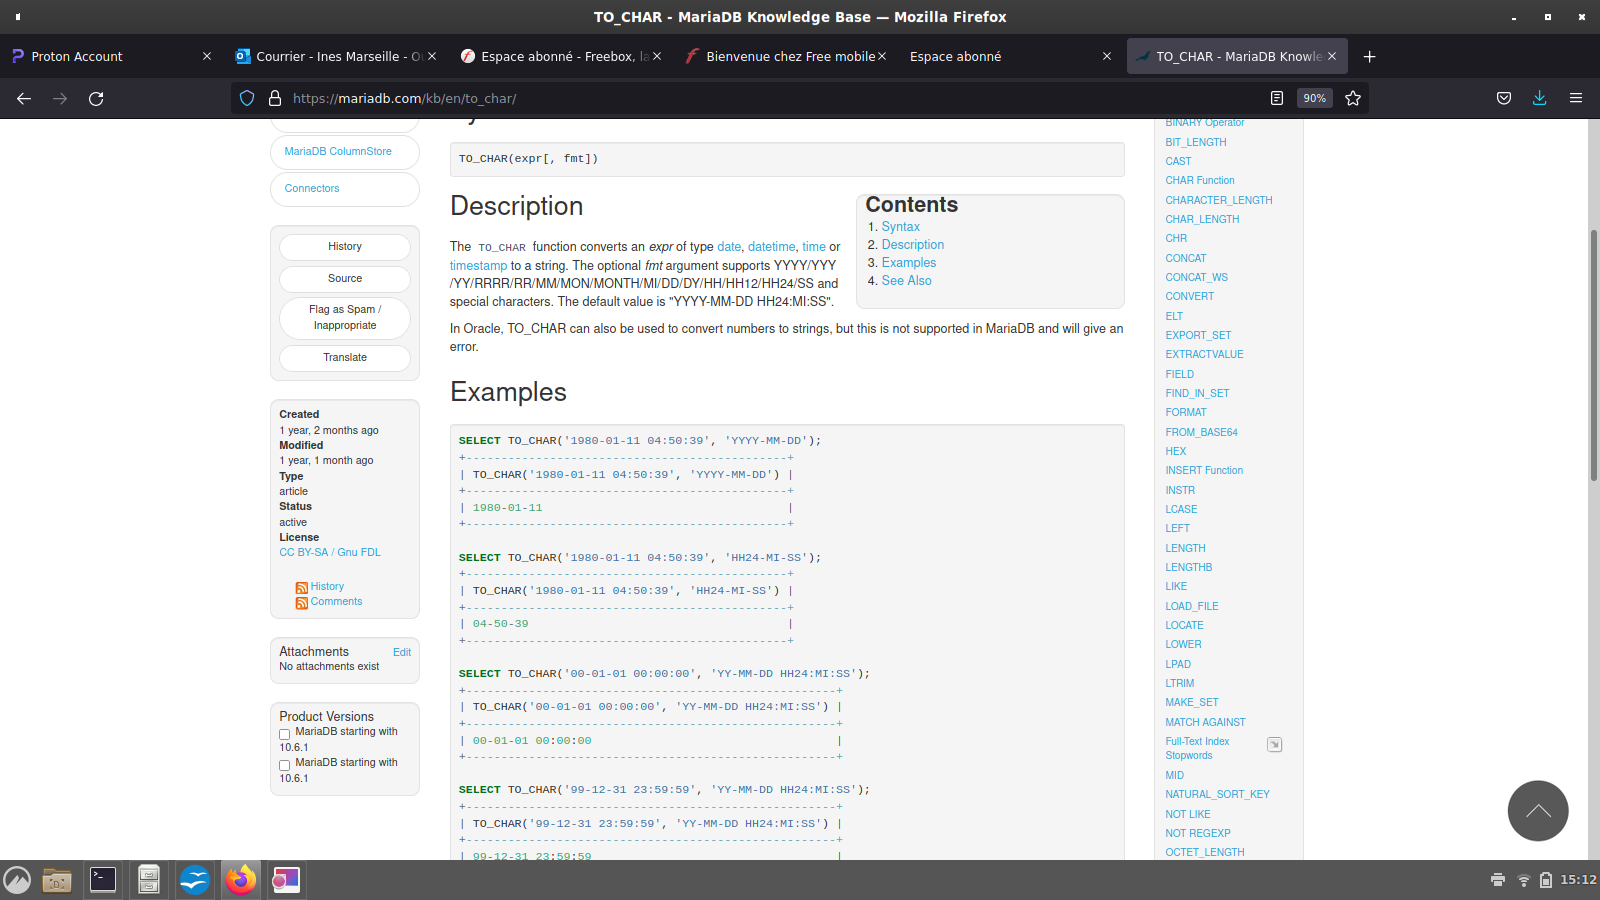 TO_CHAR - MariaDB Knowledge Base — Mozilla Firefox
Proton Account
Courrier - Ines Marseille - O
Espace abonné - Freebox, la
Bienvenue chez Free mobile
Espace abonné
TO_CHAR - MariaDB Knowle
https://mariadb.com/kb/en/to_char/
90%
MariaDB ColumnStore
Connectors
History
Source
Flag as Spam /
Inappropriate
Translate
Created
1 year, 2 months ago
Modified
1 year, 1 month ago
Type
article
Status
active
License
CC BY-SA / Gnu FDL
History
Comments
Attachments
Edit
No attachments exist
Product Versions
MariaDB starting with
10.6.1
MariaDB starting with
10.6.1
TO_CHAR(expr[, fmt])
Description
The TO_CHAR function converts an expr of type date, datetime, time or
timestamp to a string. The optional fmt argument supports YYYY/YYY
/YY/RRRR/RR/MM/MON/MONTH/MI/DD/DY/HH/HH12/HH24/SS and
special characters. The default value is "YYYY-MM-DD HH24:MI:SS".
In Oracle, TO_CHAR can also be used to convert numbers to strings, but this is not supported in MariaDB and will give an
error.
Contents
1. Syntax
2. Description
3. Examples
4. See Also
Examples
SELECT TO_CHAR('1980-01-11 04:50:39', 'YYYY-MM-DD');
+----------------------------------------------+
| TO_CHAR('1980-01-11 04:50:39', 'YYYY-MM-DD') |
+----------------------------------------------+
| 1980-01-11                                   |
+----------------------------------------------+
SELECT TO_CHAR('1980-01-11 04:50:39', 'HH24-MI-SS');
+----------------------------------------------+
| TO_CHAR('1980-01-11 04:50:39', 'HH24-MI-SS') |
+----------------------------------------------+
| 04-50-39                                     |
+----------------------------------------------+
SELECT TO_CHAR('00-01-01 00:00:00', 'YY-MM-DD HH24:MI:SS');
+-----------------------------------------------------+
| TO_CHAR('00-01-01 00:00:00', 'YY-MM-DD HH24:MI:SS') |
+-----------------------------------------------------+
| 00-01-01 00:00:00                                   |
+-----------------------------------------------------+
SELECT TO_CHAR('99-12-31 23:59:59', 'YY-MM-DD HH24:MI:SS');
+-----------------------------------------------------+
| TO_CHAR('99-12-31 23:59:59', 'YY-MM-DD HH24:MI:SS') |
+-----------------------------------------------------+
| 99-12-31 23:59:59                                   |
BINARY Operator
BIT_LENGTH
CAST
CHAR Function
CHARACTER_LENGTH
CHAR_LENGTH
CHR
CONCAT
CONCAT_WS
CONVERT
ELT
EXPORT_SET
EXTRACTVALUE
FIELD
FIND_IN_SET
FORMAT
FROM_BASE64
HEX
INSERT Function
INSTR
LCASE
LEFT
LENGTH
LENGTHB
LIKE
LOAD_FILE
LOCATE
LOWER
LPAD
LTRIM
MAKE_SET
MATCH AGAINST
Full-Text Index
Stopwords
MID
NATURAL_SORT_KEY
NOT LIKE
NOT REGEXP
OCTET_LENGTH
15:12